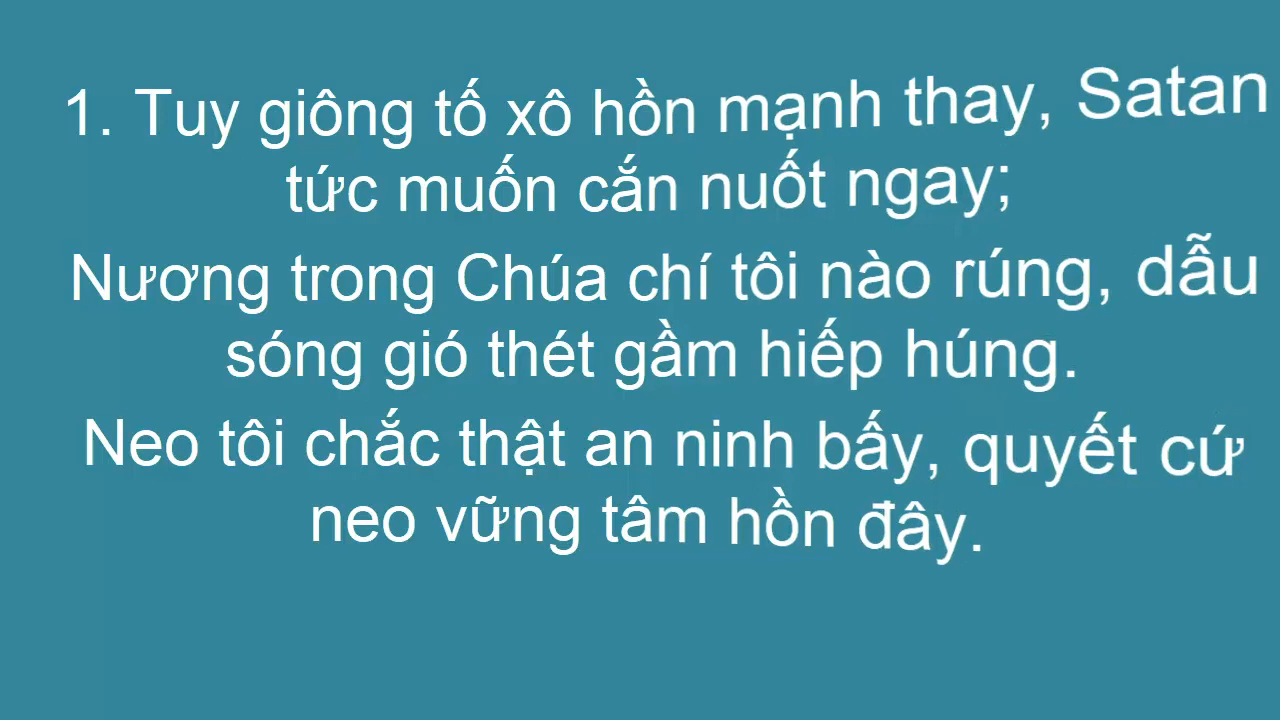 1. Tuy giông tố xô hồn mạnh thay, Satan
tức muốn cắn nuốt ngay;
Nương trong Chúa chí tôi nào rúng, dẫu
sóng gió thét gầm hiếp húng.
Neo tôi chắc thật an ninh bấy, quyết cứ
neo vững tâm hồn đây.